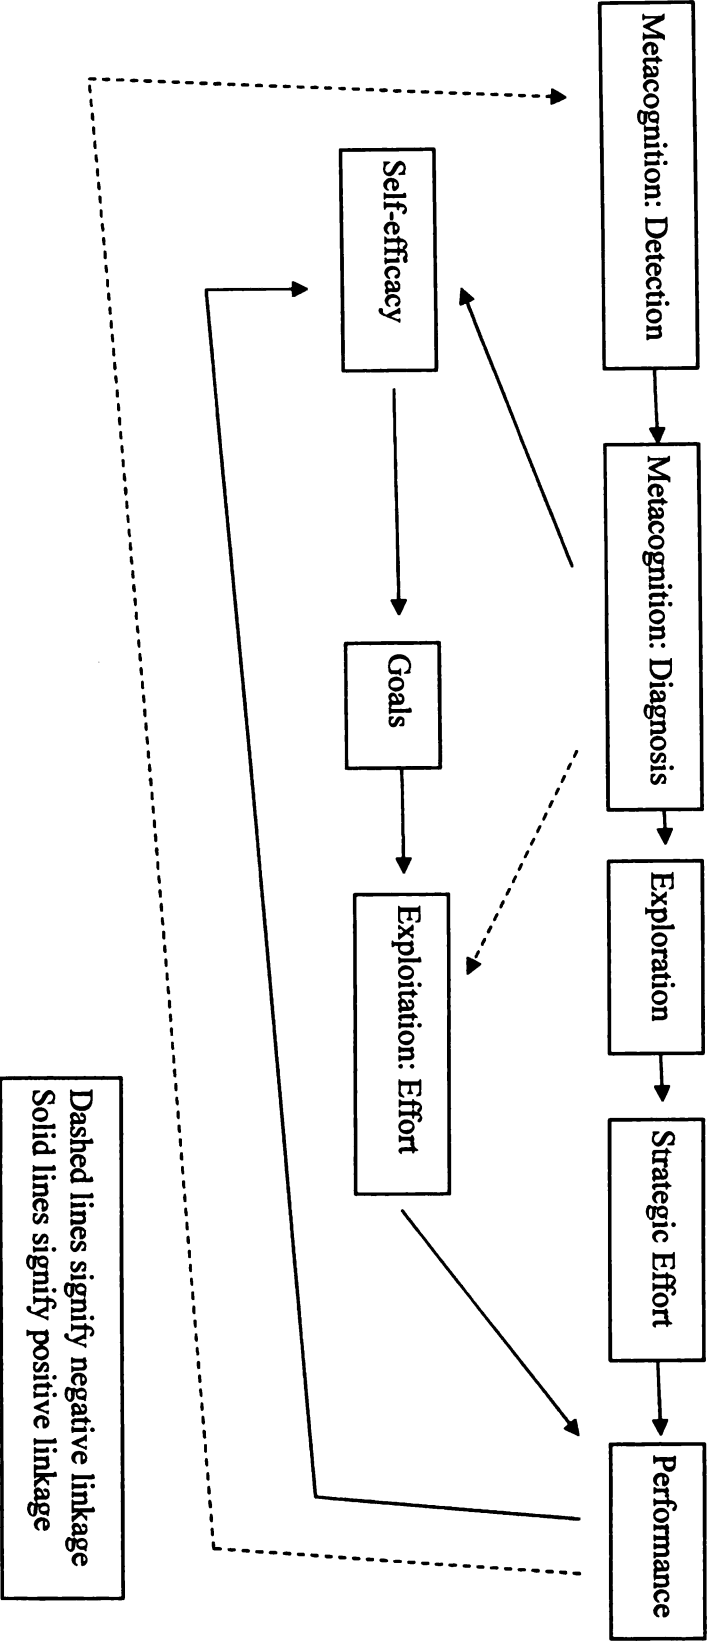 Metacognition: Detection
Metacognition: Diagnosis
Exploration
Strategic Effort
Performance
Self-efficacy
Goals
Exploitation: Effort
Dashed lines signify negative linkage
Solid lines signify positive linkage